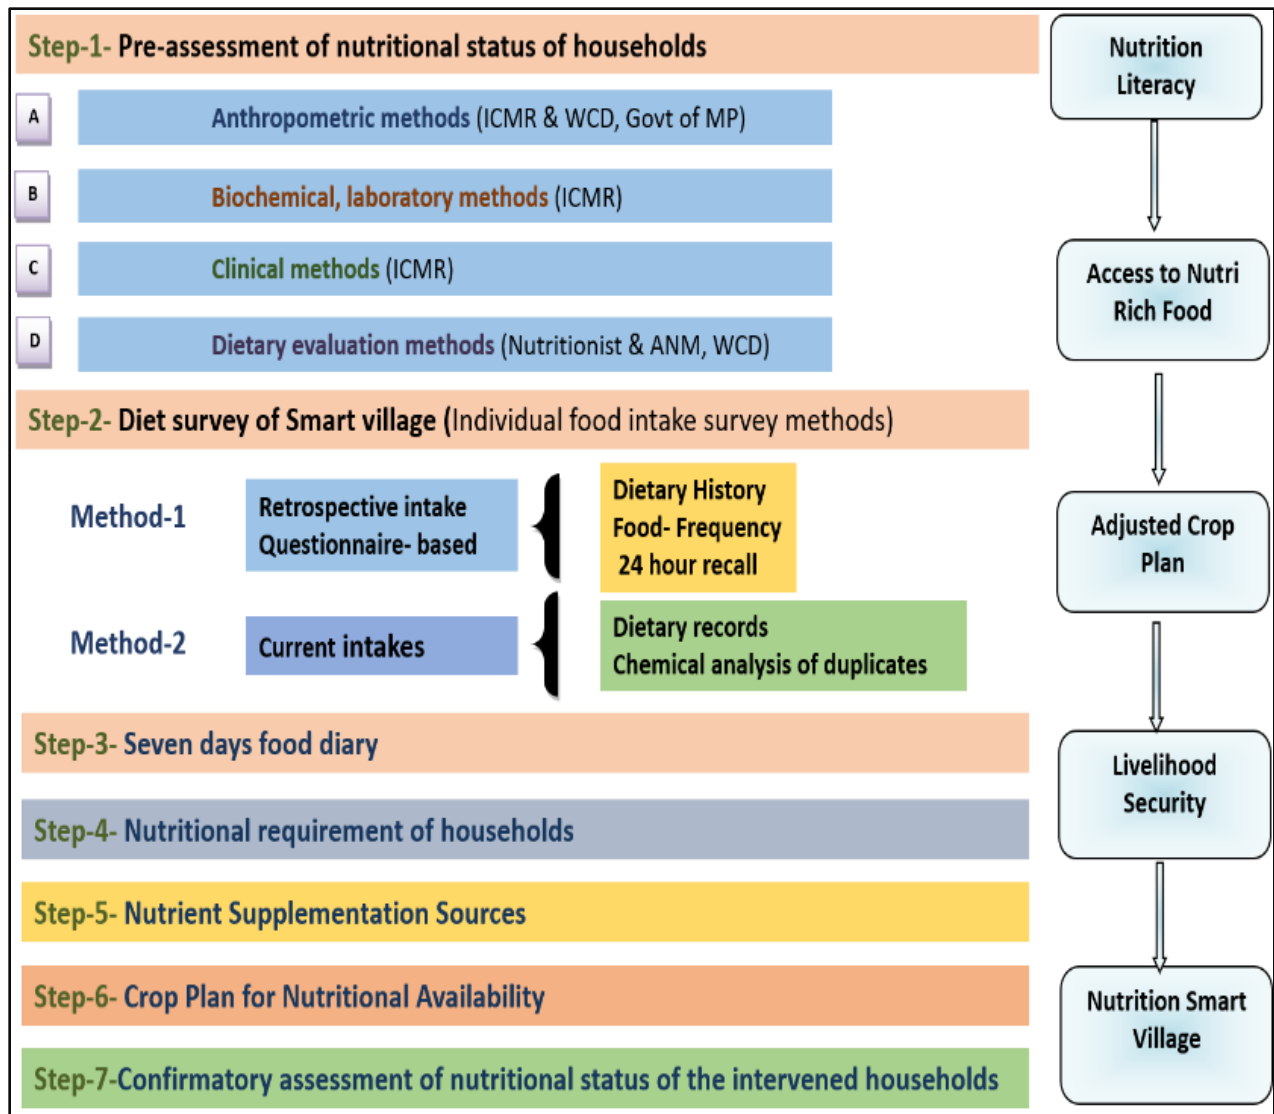 Step-1- Pre-assessment of nutritional status of households
A
Anthropometric methods (ICMR & WCD, Govt of MP)
B
Biochemical, laboratory methods (ICMR)
C
Clinical methods (ICMR)
D
Dietary evaluation methods (Nutritionist & ANM, WCD)
Step-2- Diet survey of Smart village (Individual food intake survey methods)
Method-1
Retrospective intake
Questionnaire- based
Dietary History
Food- Frequency
24 hour recall
Method-2
Current intakes
Dietary records
Chemical analysis of duplicates
Step-3- Seven days food diary
Step-4- Nutritional requirement of households
Step-5- Nutrient Supplementation Sources
Step-6- Crop Plan for Nutritional Availability
Step-7-Confirmatory assessment of nutritional status of the intervened households
Nutrition
Literacy
Access to Nutri
Rich Food
Adjusted Crop
Plan
Livelihood
Security
Nutrition Smart
Village